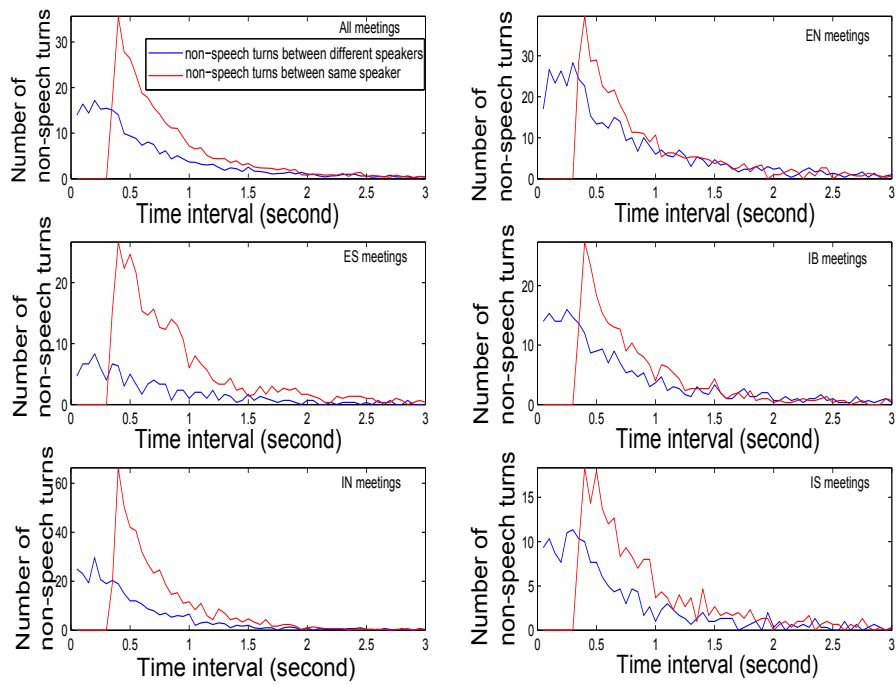 All meetings
non-speech turns between different speakers
non-speech turns between same speaker
Number of
non-speech turns
30
20
10
0
0 0.5 1 1.5 2 2.5 3
Time interval (second)
EN meetings
Number of
non-speech turns
30
20
10
0
0 0.5 1 1.5 2 2.5 3
Time interval (second)
ES meetings
Number of
non-speech turns
20
10
0
0 0.5 1 1.5 2 2.5 3
Time interval (second)
IB meetings
Number of
non-speech turns
20
10
0
0 0.5 1 1.5 2 2.5 3
Time interval (second)
IN meetings
Number of
non-speech turns
60
40
20
0
0 0.5 1 1.5 2 2.5 3
Time interval (second)
IS meetings
Number of
non-speech turns
15
10
5
0
0 0.5 1 1.5 2 2.5 3
Time interval (second)